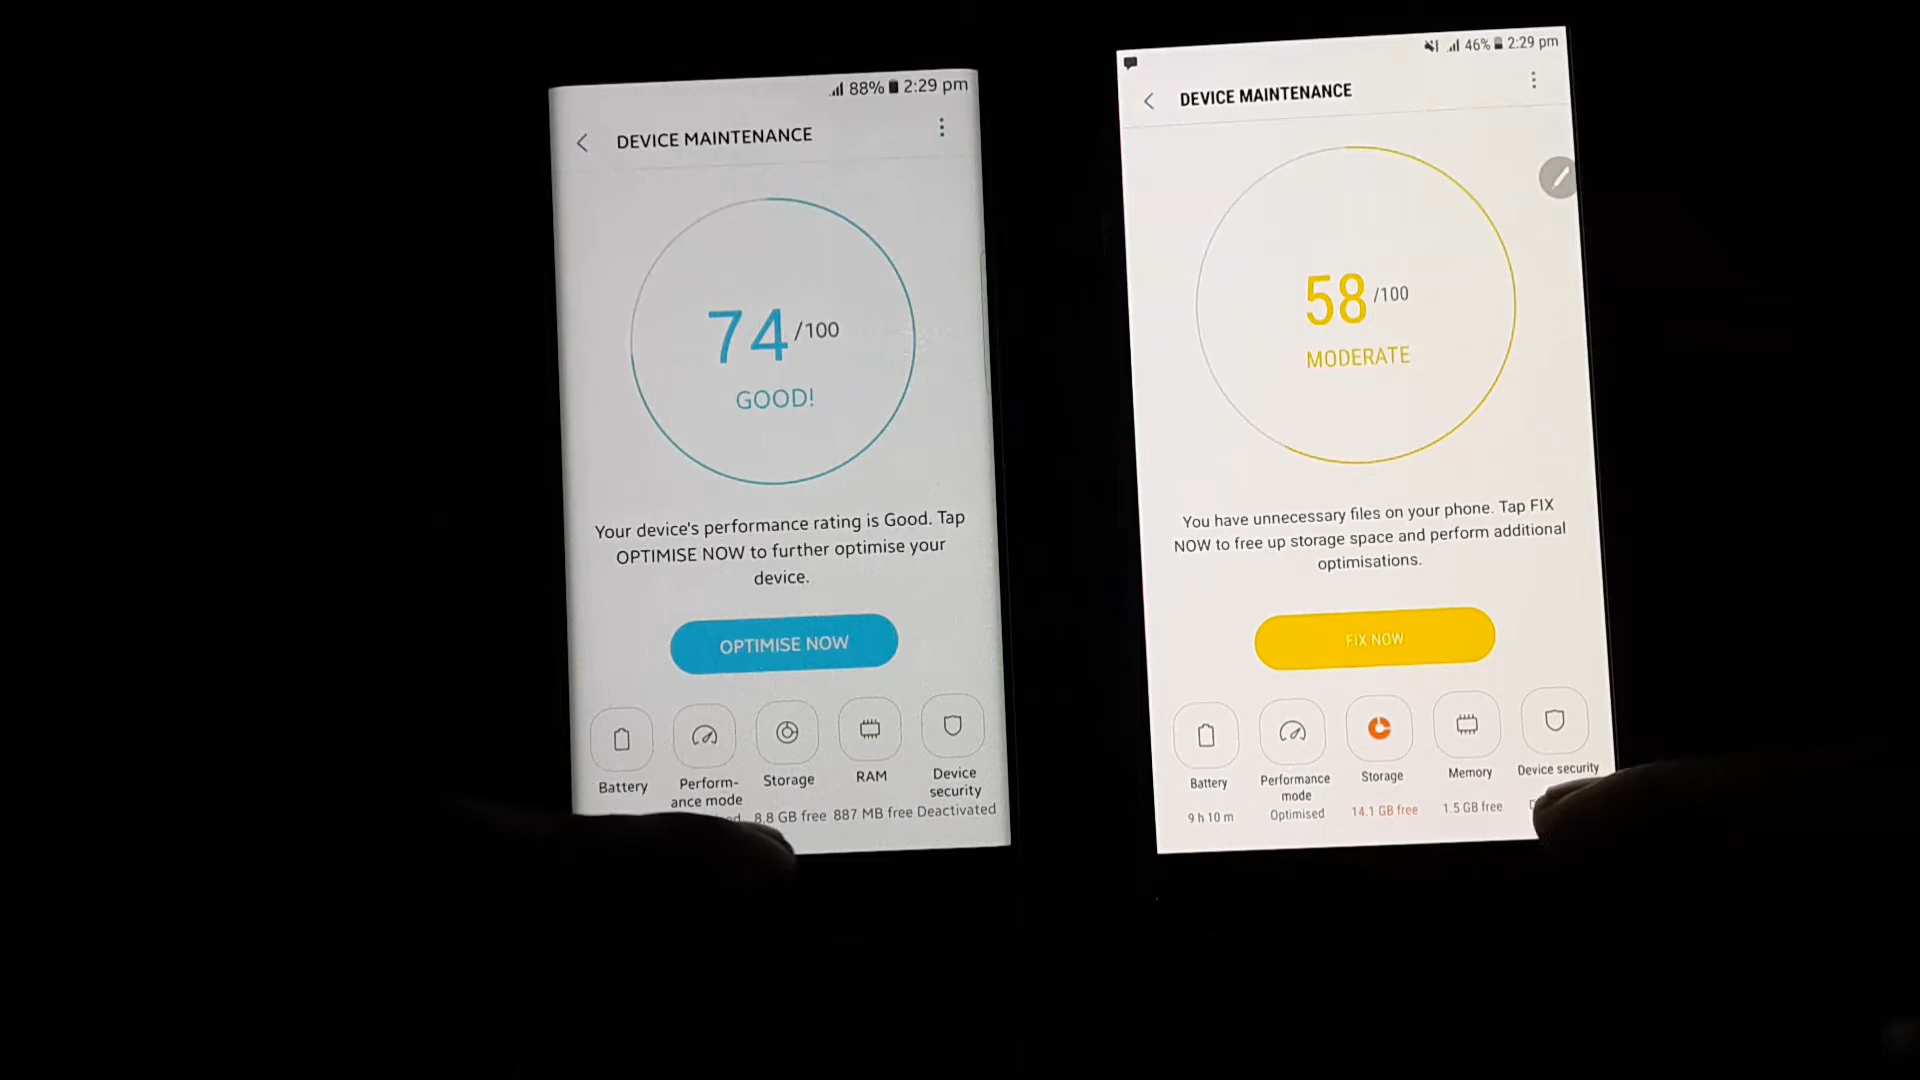 88% 2:29 pm
DEVICE MAINTENANCE
74/100
GOOD!
Your device's performance rating is Good. Tap
OPTIMISE NOW to further optimise your
device.
OPTIMISE NOW
Battery
Perform-
ance mode
Storage
8.8 GB free
RAM
887 MB free
Device
security
Deactivated
46% 2:29 pm
DEVICE MAINTENANCE
58/100
MODERATE
You have unnecessary files on your phone. Tap FIX
NOW to free up storage space and perform additional
optimisations.
FIX NOW
Battery
9 h 10 m
Performance
mode
Optimised
Storage
14.1 GB free
Memory
1.5 GB free
Device security